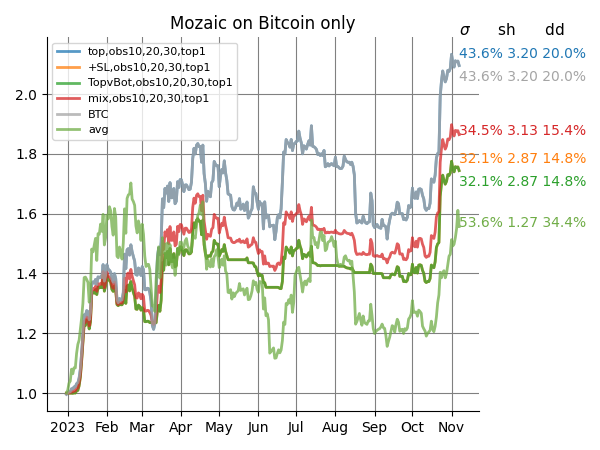 Mozaic on Bitcoin only
σ sh dd
top,obs10,20,30,top1
+SL,obs10,20,30,top1
TopvBot,obs10,20,30,top1
mix,obs10,20,30,top1
BTC
avg
43.6% 3.20 20.0%
43.6% 3.20 20.0%
34.5% 3.13 15.4%
32.1% 2.87 14.8%
32.1% 2.87 14.8%
53.6% 1.27 34.4%
2.0
1.8
1.6
1.4
1.2
1.0
2023 Feb Mar Apr May Jun Jul Aug Sep Oct Nov